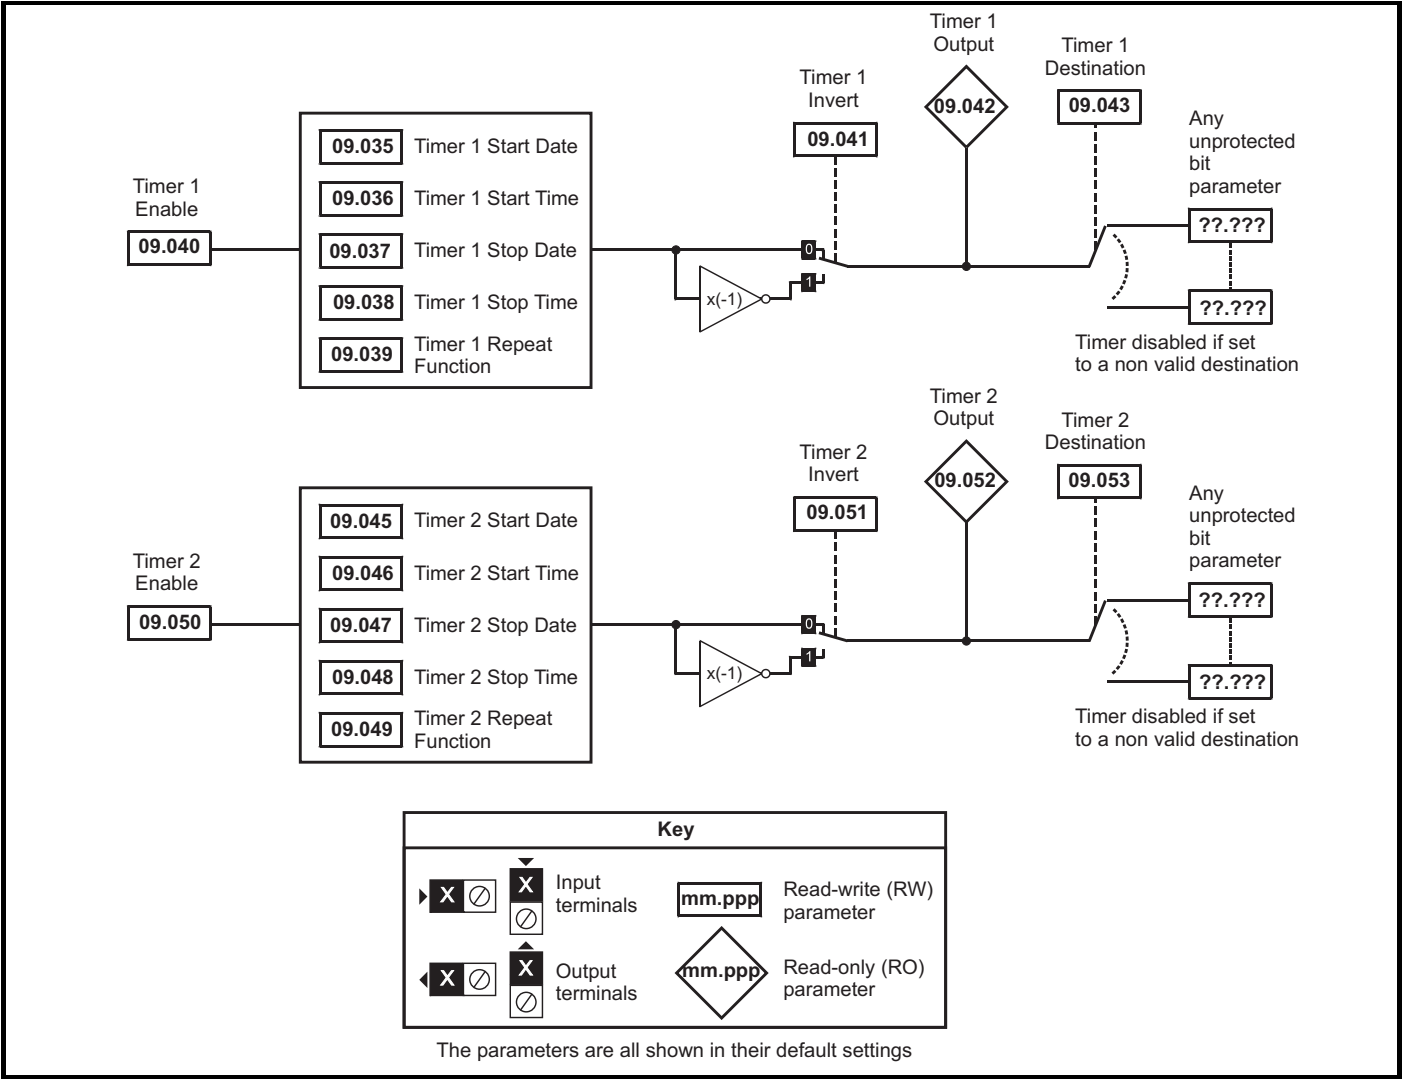 Timer 1
Output
Timer 1
Destination
Timer 1
Invert
09.042
09.043
Any
unprotected
bit
parameter
09.041
09.035 Timer 1 Start Date
09.036 Timer 1 Start Time
Timer 1
Enable
09.040
09.037 Timer 1 Stop Date
09.038 Timer 1 Stop Time
09.039 Timer 1 Repeat
Function
0
1
x(-1)
??.???
??.???
Timer disabled if set
to a non valid destination
Timer 2
Output
Timer 2
Destination
Timer 2
Invert
09.052
09.053
Any
unprotected
bit
parameter
09.051
09.045 Timer 2 Start Date
09.046 Timer 2 Start Time
Timer 2
Enable
09.050
09.047 Timer 2 Stop Date
09.048 Timer 2 Stop Time
09.049 Timer 2 Repeat
Function
0
1
x(-1)
??.???
??.???
Timer disabled if set
to a non valid destination
Key
X
X
Input
terminals
mm.ppp
Read-write (RW)
parameter
X
X
Output
terminals
mm.ppp
Read-only (RO)
parameter
The parameters are all shown in their default settings